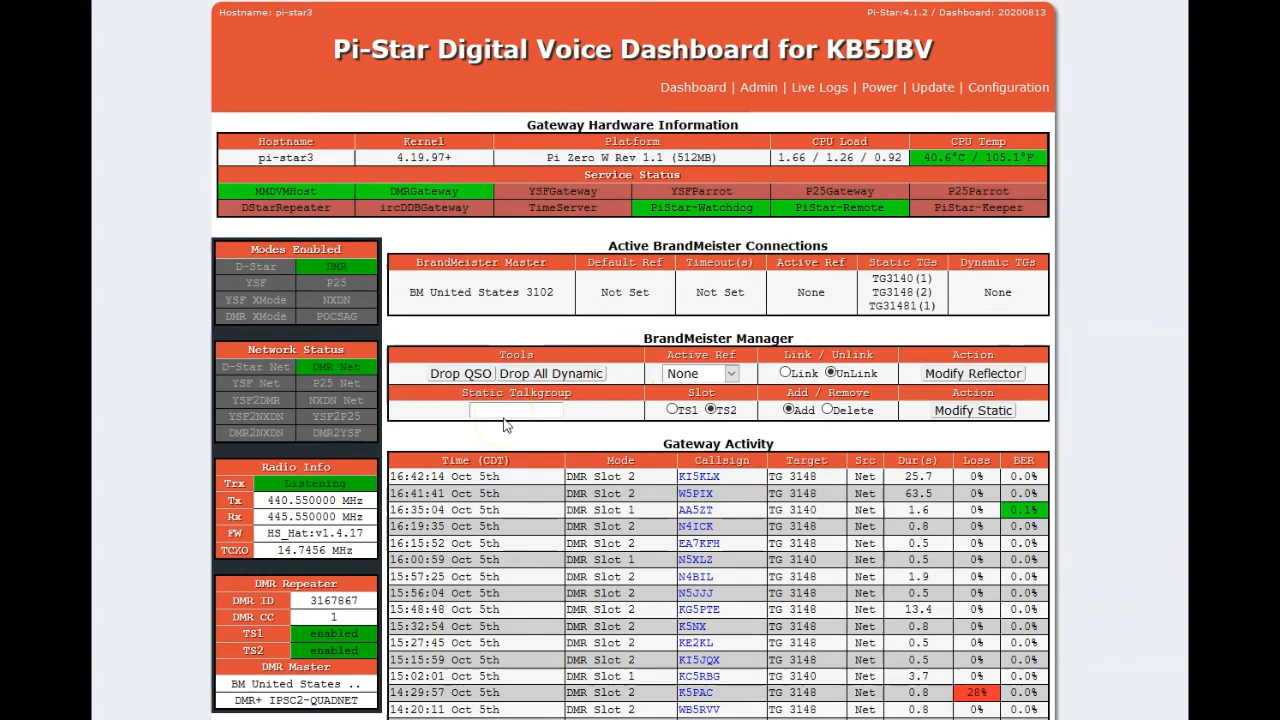 Hostname: pi-star3 Pi-Star:4.1.2 / Dashboard: 20200813
Pi-Star Digital Voice Dashboard for KB5JBV
Dashboard | Admin | Live Logs | Power | Update | Configuration
Gateway Hardware Information
Hostname Kernel Platform CPU Load CPU Temp
pi-star3 4.19.97+ Pi Zero W Rev 1.1 (512MB) 1.66 / 1.26 / 0.92 40.6°C / 105.1°F
Service Status
MMDVMHost DMRGateway YSFGateway YSFParrot P25Gateway P25Parrot
DStarRepeater ircDDBGateway TimeServer PiStar-Watchdog PiStar-Remote PiStar-Keeper
Modes Enabled
D-Star DMR
YSF P25
YSF XMode NXDN
DMR XMode POCSAG
Network Status
D-Star Net DMR Net
YSF Net P25 Net
YSF2DMR NXDN Net
YSF2NXDN YSF2P25
DMR2NXDN DMR2YSF
Radio Info
Trx Listening
Tx 440.550000 MHz
Rx 445.550000 MHz
FW HS_Hat:v1.4.17
TCXO 14.7456 MHz
DMR Repeater
DMR ID 3167867
DMR CC 1
TS1 enabled
TS2 enabled
DMR Master
BM United States ..
DMR+ IPSC2-QUADNET
Active BrandMeister Connections
BrandMeister Master Default Ref Timeout(s) Active Ref Static TGs Dynamic TGs
TG3140(1)
BM United States 3102 Not Set Not Set None TG3148(2) None
TG31481(1)
BrandMeister Manager
Tools Active Ref Link / Unlink Action
Drop QSO Drop All Dynamic None Link UnLink Modify Reflector
Static Talkgroup Slot Add / Remove Action
TS1 TS2 Add Delete Modify Static
Gateway Activity
Time (CDT) Mode Callsign Target Src Dur(s) Loss BER
16:42:14 Oct 5th DMR Slot 2 KI5KLX TG 3148 Net 25.7 0% 0.0%
16:41:41 Oct 5th DMR Slot 2 W5PIX TG 3148 Net 63.5 0% 0.0%
16:35:04 Oct 5th DMR Slot 1 AA5ZT TG 3140 Net 1.6 0% 0.1%
16:19:35 Oct 5th DMR Slot 2 N4ICK TG 3148 Net 0.8 0% 0.0%
16:15:52 Oct 5th DMR Slot 2 EA7KFH TG 3148 Net 0.5 0% 0.0%
16:00:59 Oct 5th DMR Slot 1 N5XLZ TG 3140 Net 0.5 0% 0.0%
15:57:25 Oct 5th DMR Slot 2 N4BIL TG 3148 Net 1.9 0% 0.0%
15:56:04 Oct 5th DMR Slot 2 N5JJJ TG 3148 Net 0.5 0% 0.0%
15:48:48 Oct 5th DMR Slot 2 KG5PTE TG 3148 Net 13.4 0% 0.0%
15:32:54 Oct 5th DMR Slot 2 K5NX TG 3148 Net 0.8 0% 0.0%
15:27:45 Oct 5th DMR Slot 2 KE2KL TG 3148 Net 0.5 0% 0.0%
15:15:59 Oct 5th DMR Slot 2 KI5JQX TG 3148 Net 0.5 0% 0.0%
15:02:01 Oct 5th DMR Slot 1 KC5RBG TG 3140 Net 3.7 0% 0.0%
14:29:57 Oct 5th DMR Slot 2 K5PAC TG 3148 Net 0.8 28% 0.0%
14:20:11 Oct 5th DMR Slot 2 WB5RVV TG 3148 Net 0.8 0% 0.0%